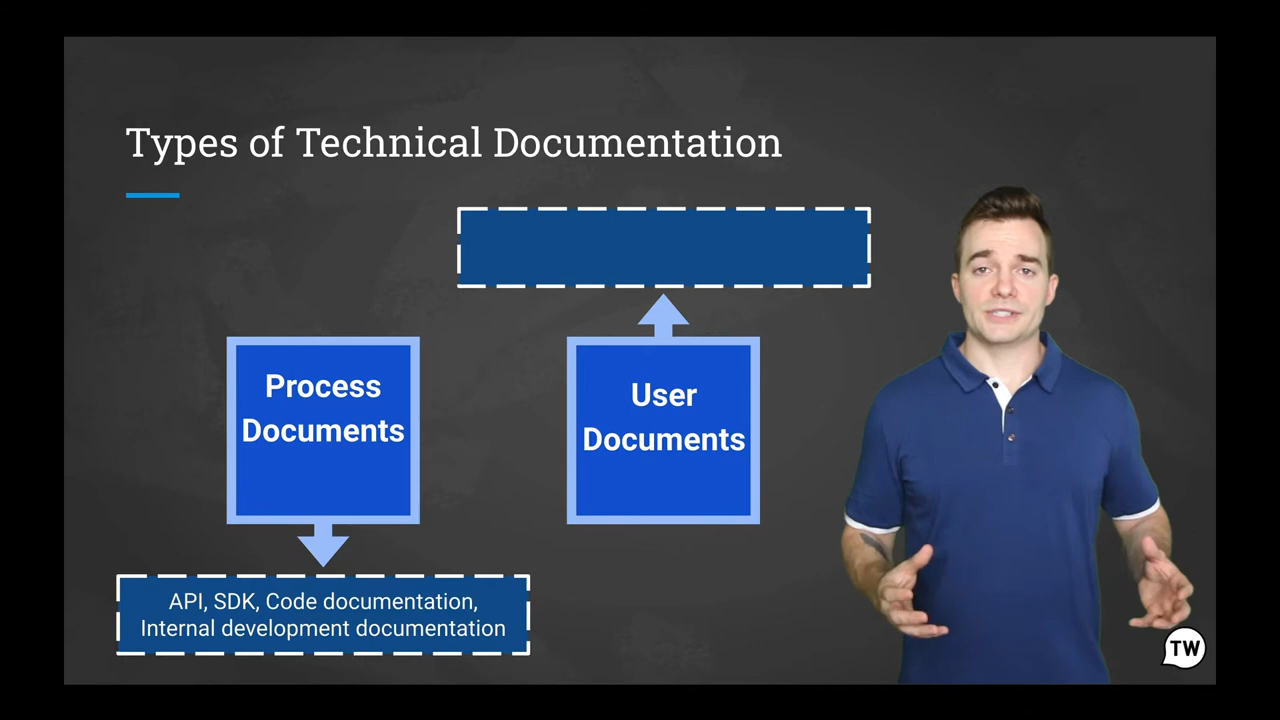 Types of Technical Documentation
Process
Documents
User
Documents
API, SDK, Code documentation,
Internal development documentation
TW